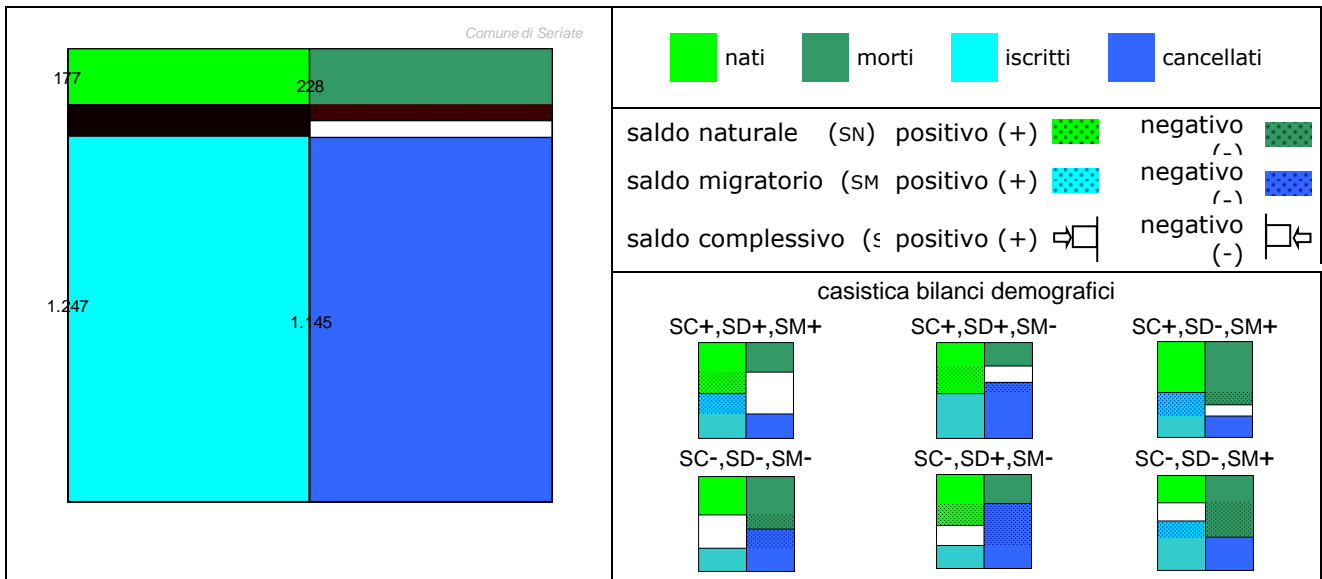 Comune di Seriate
177
228
1.247
1.145
nati morti iscritti cancellati
saldo naturale (SN) positivo (+) negativo (-)
saldo migratorio (SM positivo (+) negativo (-)
saldo complessivo (s positivo (+) negativo (-)
casistica bilanci demografici
SC+,SD+,SM+ SC+,SD+,SM- SC+,SD-,SM+
SC-,SD-,SM- SC-,SD+,SM- SC-,SD-,SM+